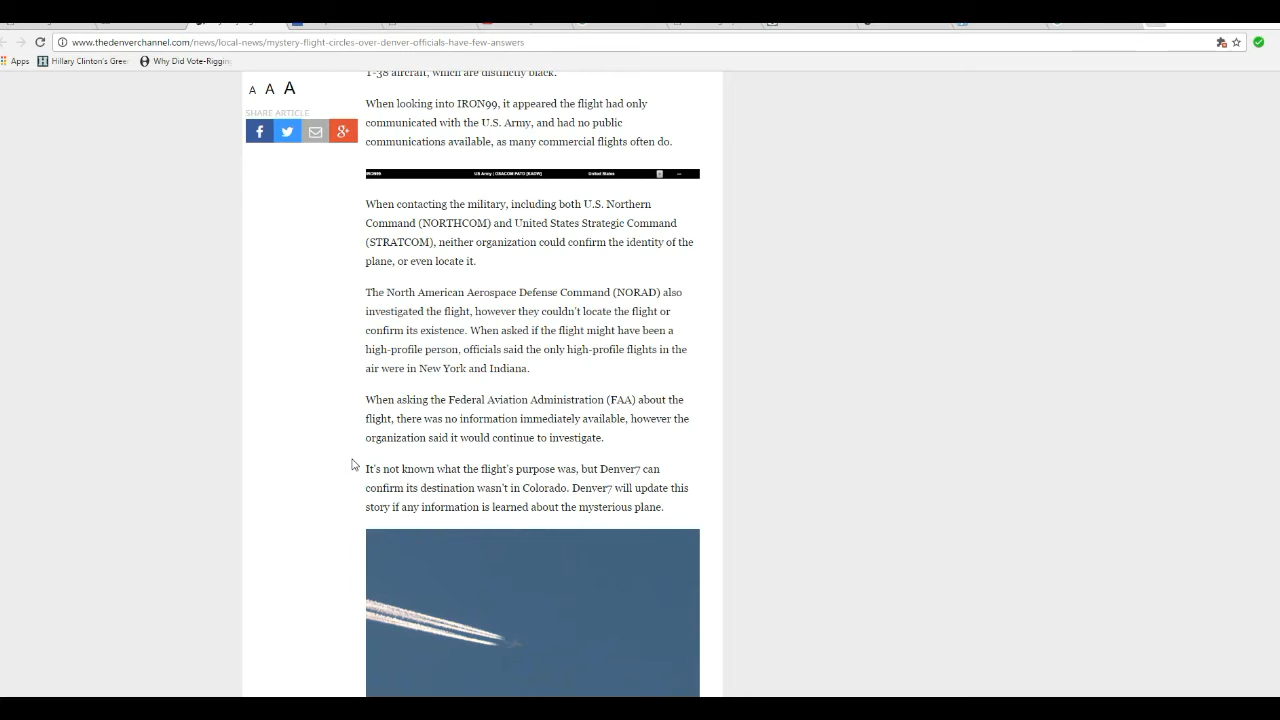 www.thedenverchannel.com/news/local-news/mystery-flight-circles-over-denver-officials-have-few-answers
Apps Hillary Clinton's Gree Why Did Vote-Riggin
A A A
SHARE ARTICLE
T-38 aircraft, which are distinctly black.
When looking into IRON99, it appeared the flight had only
communicated with the U.S. Army, and had no public
communications available, as many commercial flights often do.
US Army | OSACOM PATD [KADW] United States
When contacting the military, including both U.S. Northern
Command (NORTHCOM) and United States Strategic Command
(STRATCOM), neither organization could confirm the identity of the
plane, or even locate it.
The North American Aerospace Defense Command (NORAD) also
investigated the flight, however they couldn't locate the flight or
confirm its existence. When asked if the flight might have been a
high-profile person, officials said the only high-profile flights in the
air were in New York and Indiana.
When asking the Federal Aviation Administration (FAA) about the
flight, there was no information immediately available, however the
organization said it would continue to investigate.
It's not known what the flight's purpose was, but Denver7 can
confirm its destination wasn't in Colorado. Denver7 will update this
story if any information is learned about the mysterious plane.